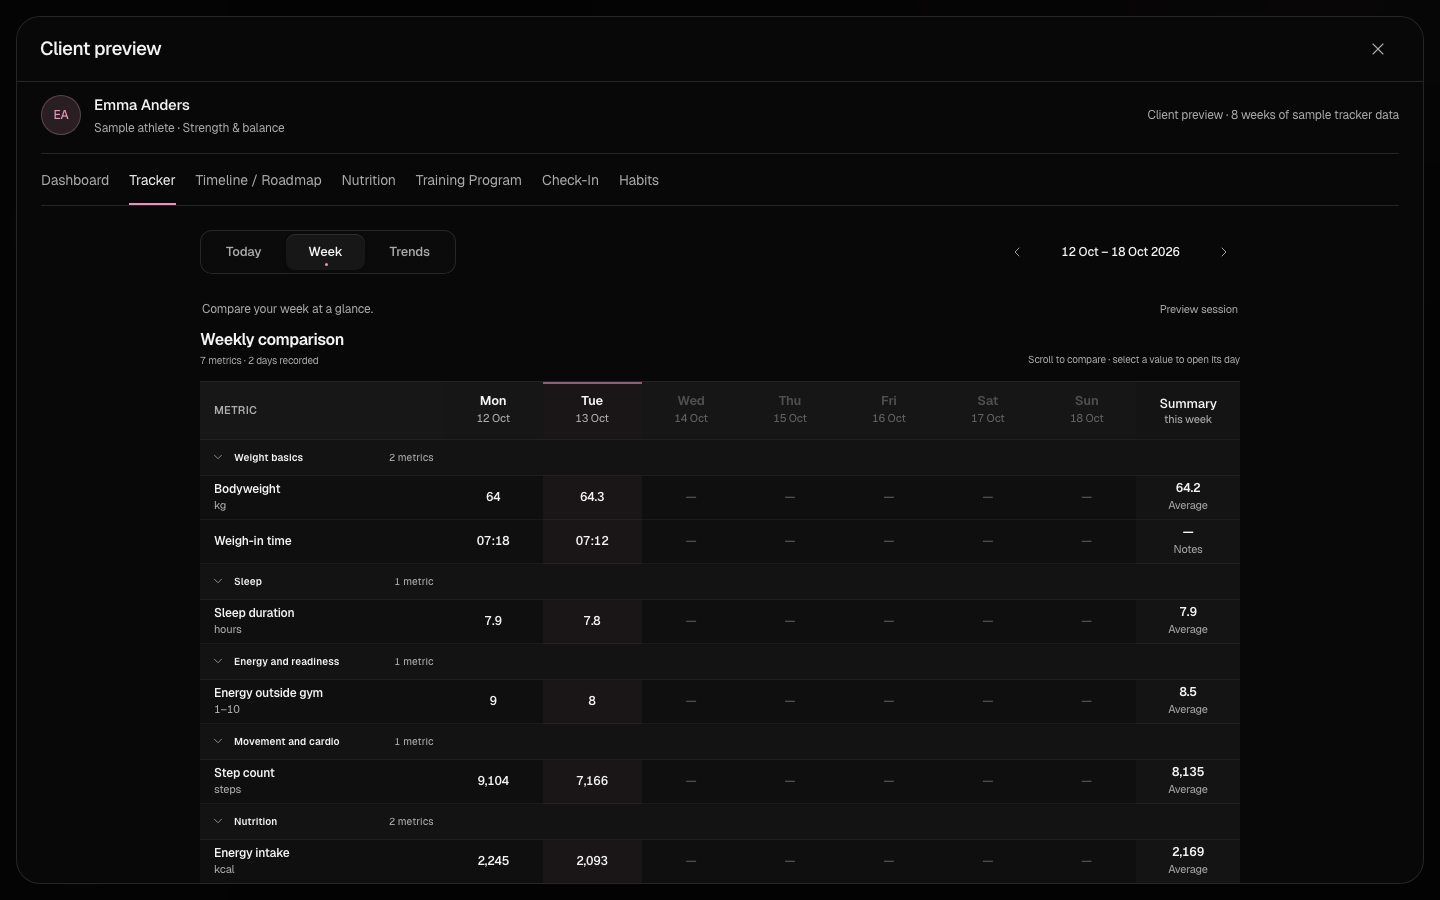 Client preview
EA
Emma Anders
Sample athlete · Strength & balance
Client preview · 8 weeks of sample tracker data
Dashboard Tracker Timeline / Roadmap Nutrition Training Program Check-In Habits
Today Week Trends
12 Oct – 18 Oct 2026
Compare your week at a glance.
Preview session
Weekly comparison
7 metrics · 2 days recorded
Scroll to compare · select a value to open its day
METRIC
Mon Tue Wed Thu Fri Sat Sun Summary
12 Oct 13 Oct 14 Oct 15 Oct 16 Oct 17 Oct 18 Oct this week
Weight basics 2 metrics
Bodyweight 64 64.3 — — — — — 64.2
kg Average
Weigh-in time 07:18 07:12 — — — — — —
Notes
Sleep 1 metric
Sleep duration 7.9 7.8 — — — — — 7.9
hours Average
Energy and readiness 1 metric
Energy outside gym 9 8 — — — — — 8.5
1–10 Average
Movement and cardio 1 metric
Step count 9,104 7,166 — — — — — 8,135
steps Average
Nutrition 2 metrics
Energy intake 2,245 2,093 — — — — — 2,169
kcal Average